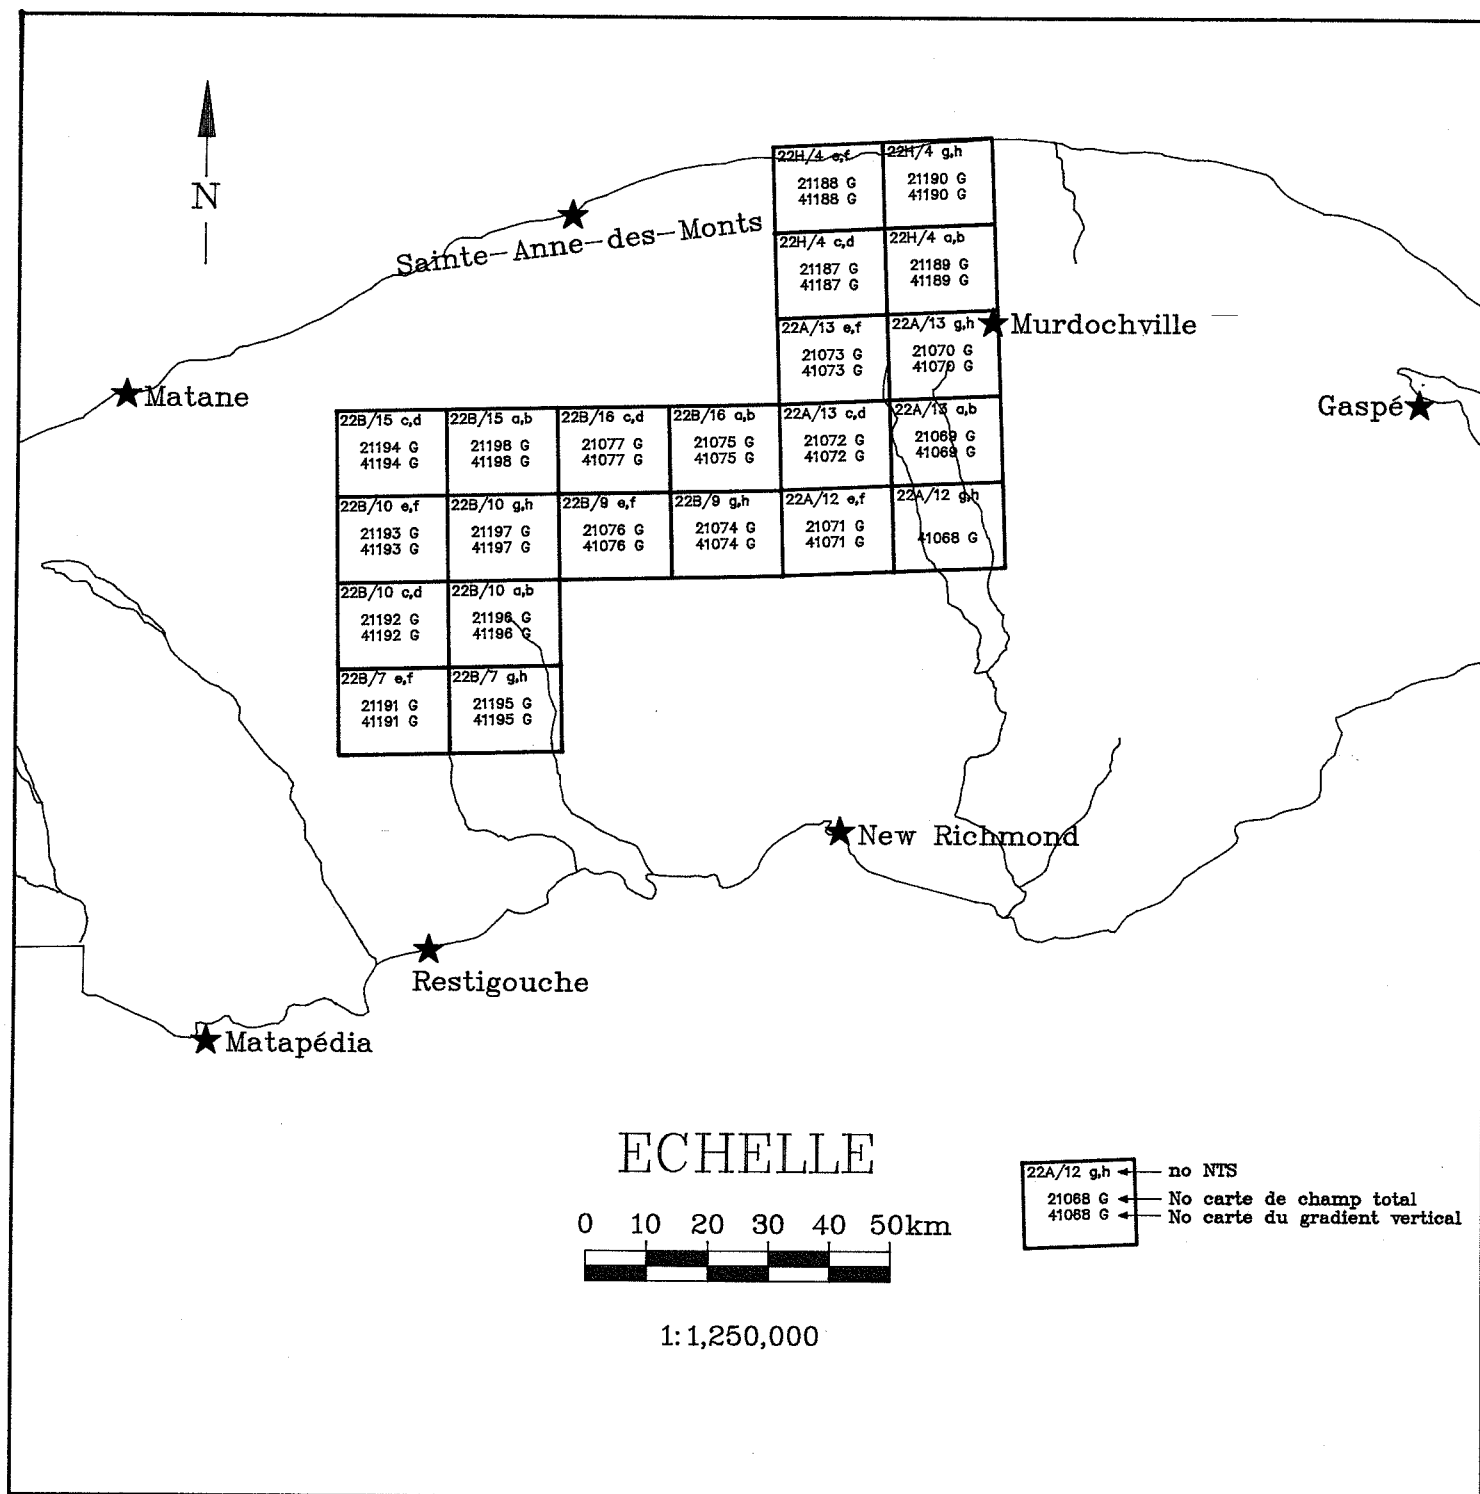 N
Sainte-Anne-des-Monts
22H/4 e,f
21188 G
41188 G
22H/4 g,h
21190 G
41190 G
22H/4 c,d
21187 G
41187 G
22H/4 a,b
21189 G
41189 G
22A/13 e,f
21073 G
41073 G
22A/13 g,h
21070 G
41070 G
Murdochville
Matane
Gaspé
22B/15 c,d
21194 G
41194 G
22B/15 a,b
21198 G
41198 G
22B/16 c,d
21077 G
41077 G
22B/16 a,b
21075 G
41075 G
22A/13 c,d
21072 G
41072 G
22A/13 a,b
21069 G
41069 G
22B/10 e,f
21193 G
41193 G
22B/10 g,h
21197 G
41197 G
22B/9 e,f
21076 G
41076 G
22B/9 g,h
21074 G
41074 G
22A/12 e,f
21071 G
41071 G
22A/12 g,h
41068 G
22B/10 c,d
21192 G
41192 G
22B/10 a,b
21196 G
41196 G
22B/7 e,f
21191 G
41191 G
22B/7 g,h
21195 G
41195 G
New Richmond
Restigouche
Matapédia
ECHELLE
0 10 20 30 40 50km
1:1,250,000
22A/12 g,h
21068 G
41068 G
no NTS
No carte de champ total
No carte du gradient vertical